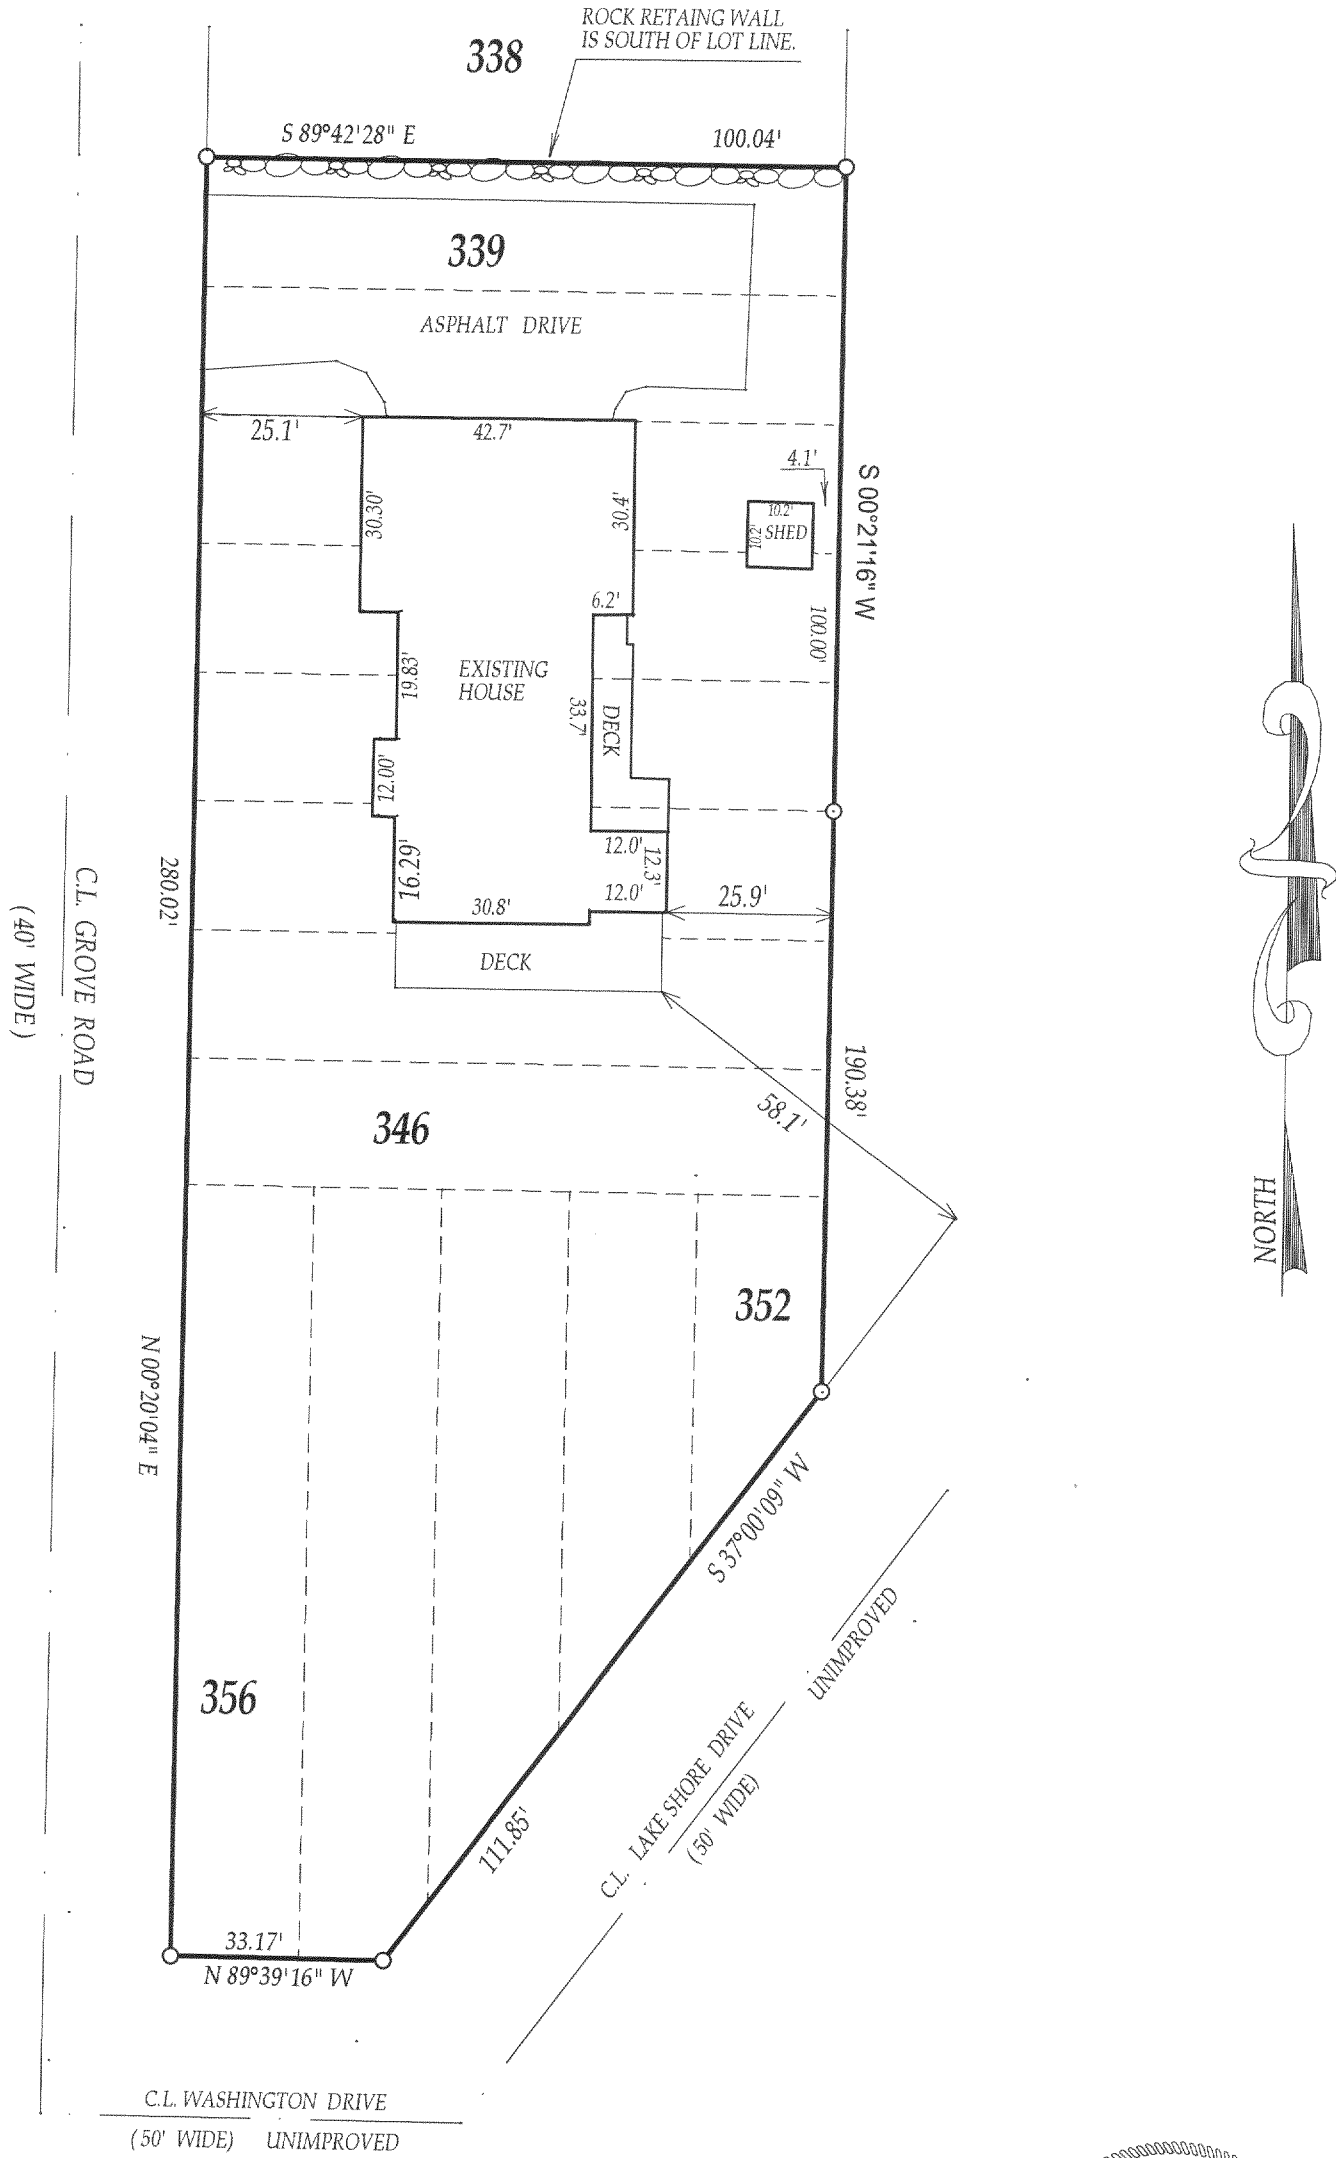 ROCK RETAING WALL
IS SOUTH OF LOT LINE.
338
S 89°42'28" E
100.04'
339
ASPHALT DRIVE
25.1'
42.7'
4.1'
S 00°21'16" W
30.30'
30.4'
10.2'
10.2'
SHED
6.2'
100.00'
19.83'
EXISTING
HOUSE
33.7'
DECK
12.00'
16.29'
12.0'
12.3'
12.0'
30.8'
25.9'
280.02'
C.L. GROVE ROAD
(40' WIDE)
DECK
190.38'
58.1'
346
NORTH
352
N 00°20'04" E
S 37°00'09" W
UNIMPROVED
356
C.L. LAKE SHORE DRIVE
(50' WIDE)
111.85'
33.17'
N 89°39'16" W
C.L. WASHINGTON DRIVE
(50' WIDE) UNIMPROVED